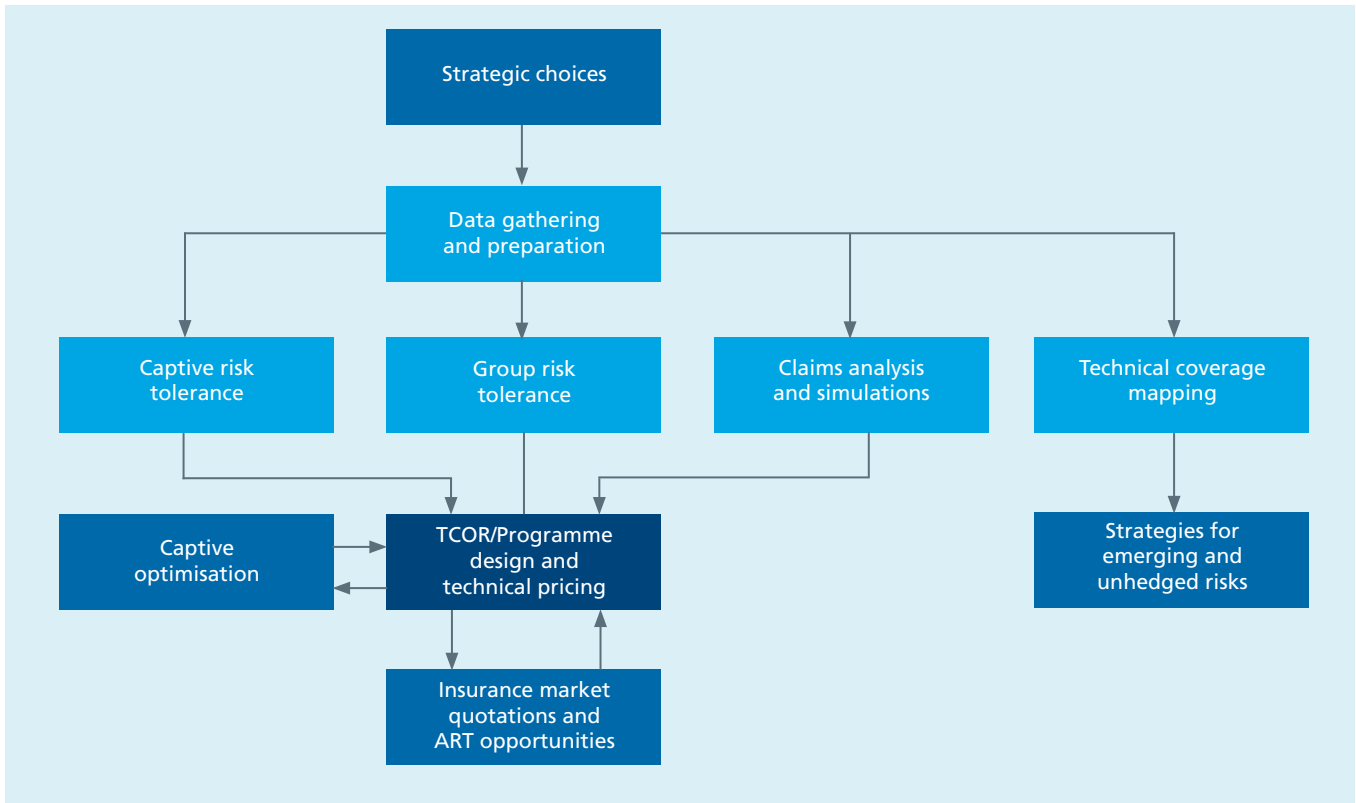 Strategic choices
Data gathering
and preparation
Captive risk
tolerance
Group risk
tolerance
Claims analysis
and simulations
Technical coverage
mapping
Captive
optimisation
TCOR/Programme
design and
technical pricing
Strategies for
emerging and
unhedged risks
Insurance market
quotations and
ART opportunities